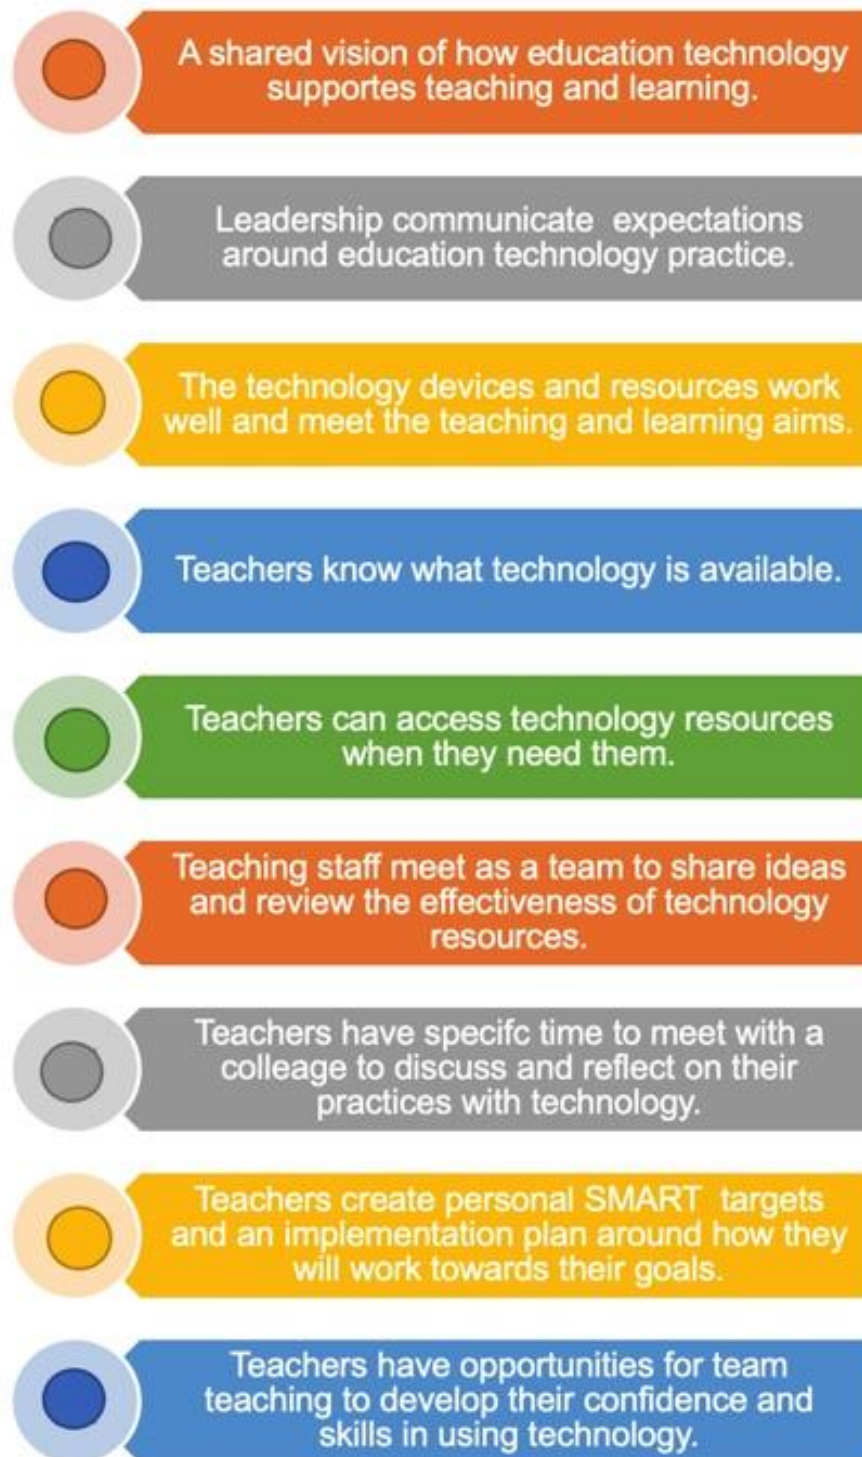 A shared vision of how education technology
supportes teaching and learning.
Leadership communicate  expectations
around education technology practice.
The technology devices and resources work
well and meet the teaching and learning aims.
Teachers know what technology is available.
Teachers can access technology resources
when they need them.
Teaching staff meet as a team to share ideas
and review the effectiveness of technology
resources.
Teachers have specifc time to meet with a
colleage to discuss and reflect on their
practices with technology.
Teachers create personal SMART  targets
and an implementation plan around how they
will work towards their goals.
Teachers have opportunities for team
teaching to develop their confidence and
skills in using technology.